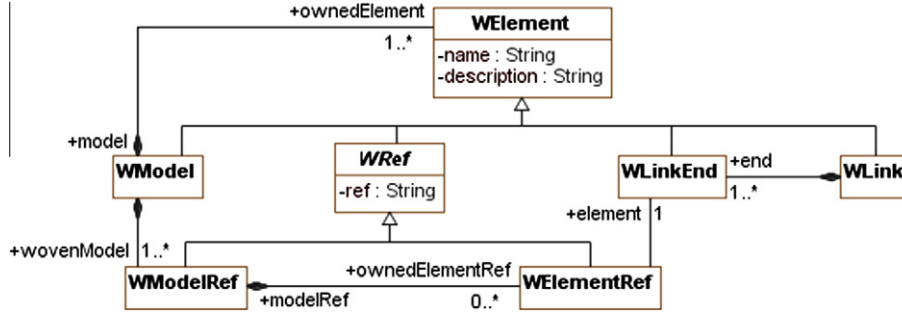 +ownedElement
WElement
1..*
-name : String
-description : String
+model
WModel
WRef
-ref : String
WLinkEnd
+end
1..*
WLink
+element
1
+wovenModel
1..*
WModelRef
+modelRef
+ownedElementRef
0..*
WElementRef